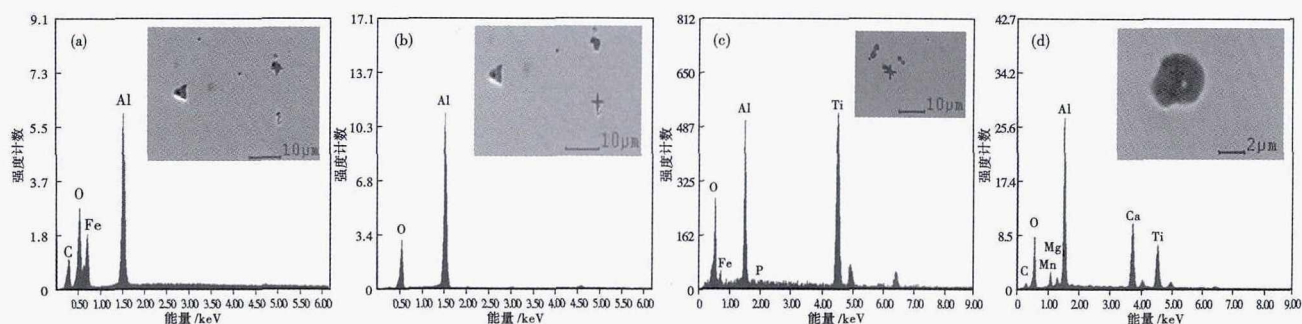 (a)
9.1
7.3
5.5
3.7
1.8
0
强度计数
C
O
Fe
Al
10μm
0.50 1.00 1.50 2.00 2.50 3.00 3.50 4.00 4.50 5.00 5.50 6.00
能量/keV
(b)
17.1
13.7
10.3
6.8
3.4
0
强度计数
O
Al
10μm
0.50 1.00 1.50 2.00 2.50 3.00 3.50 4.00 4.50 5.00 5.50 6.00
能量/keV
(c)
812
650
487
325
162
0
强度计数
O
Fe
Al
P
Ti
10μm
0 1.00 2.00 3.00 4.00 5.00 6.00 7.00 8.00 9.00
能量/keV
(d)
42.7
34.2
25.6
17.1
8.5
0
强度计数
C
O
Mn
Mg
Al
Ca
Ti
2μm
0 1.00 2.00 3.00 4.00 5.00 6.00 7.00 8.00 9.00
能量/keV